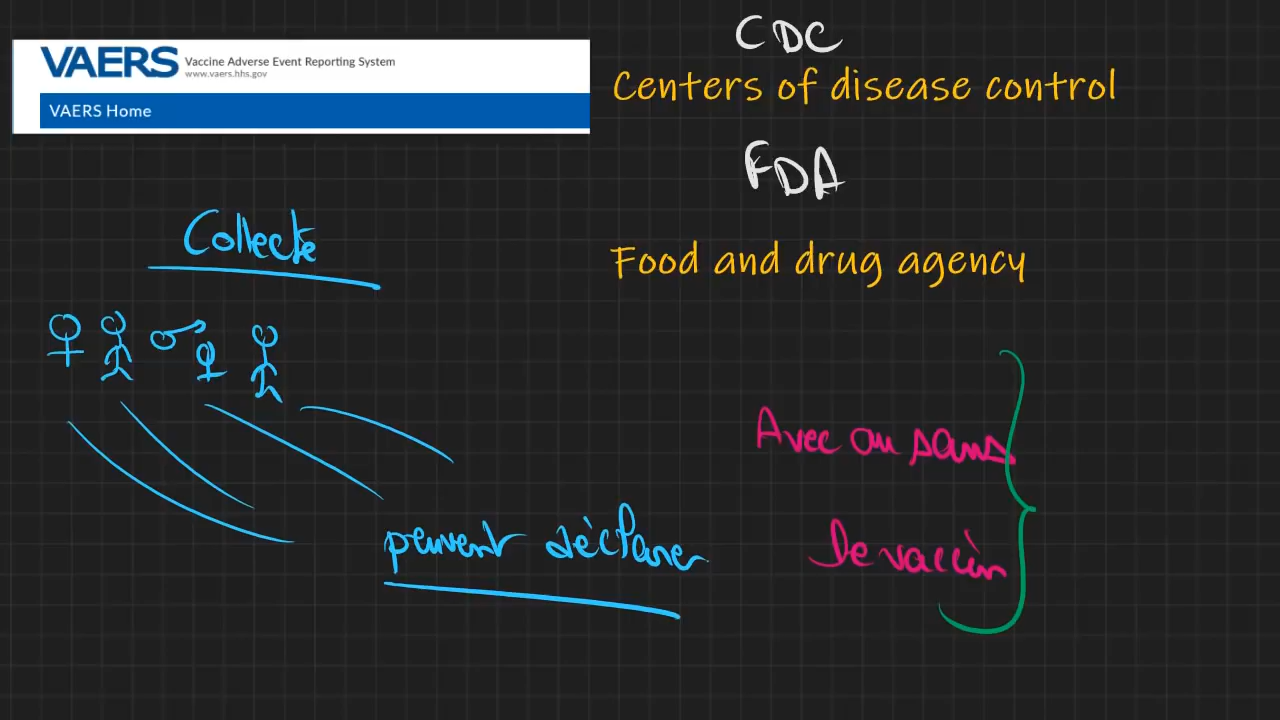 VAERS Vaccine Adverse Event Reporting System
www.vaers.hhs.gov
VAERS Home
CDC
Centers of disease control
FDA
Food and drug agency
Collecte
peuvent déclarer
Avec ou sans
le vaccin